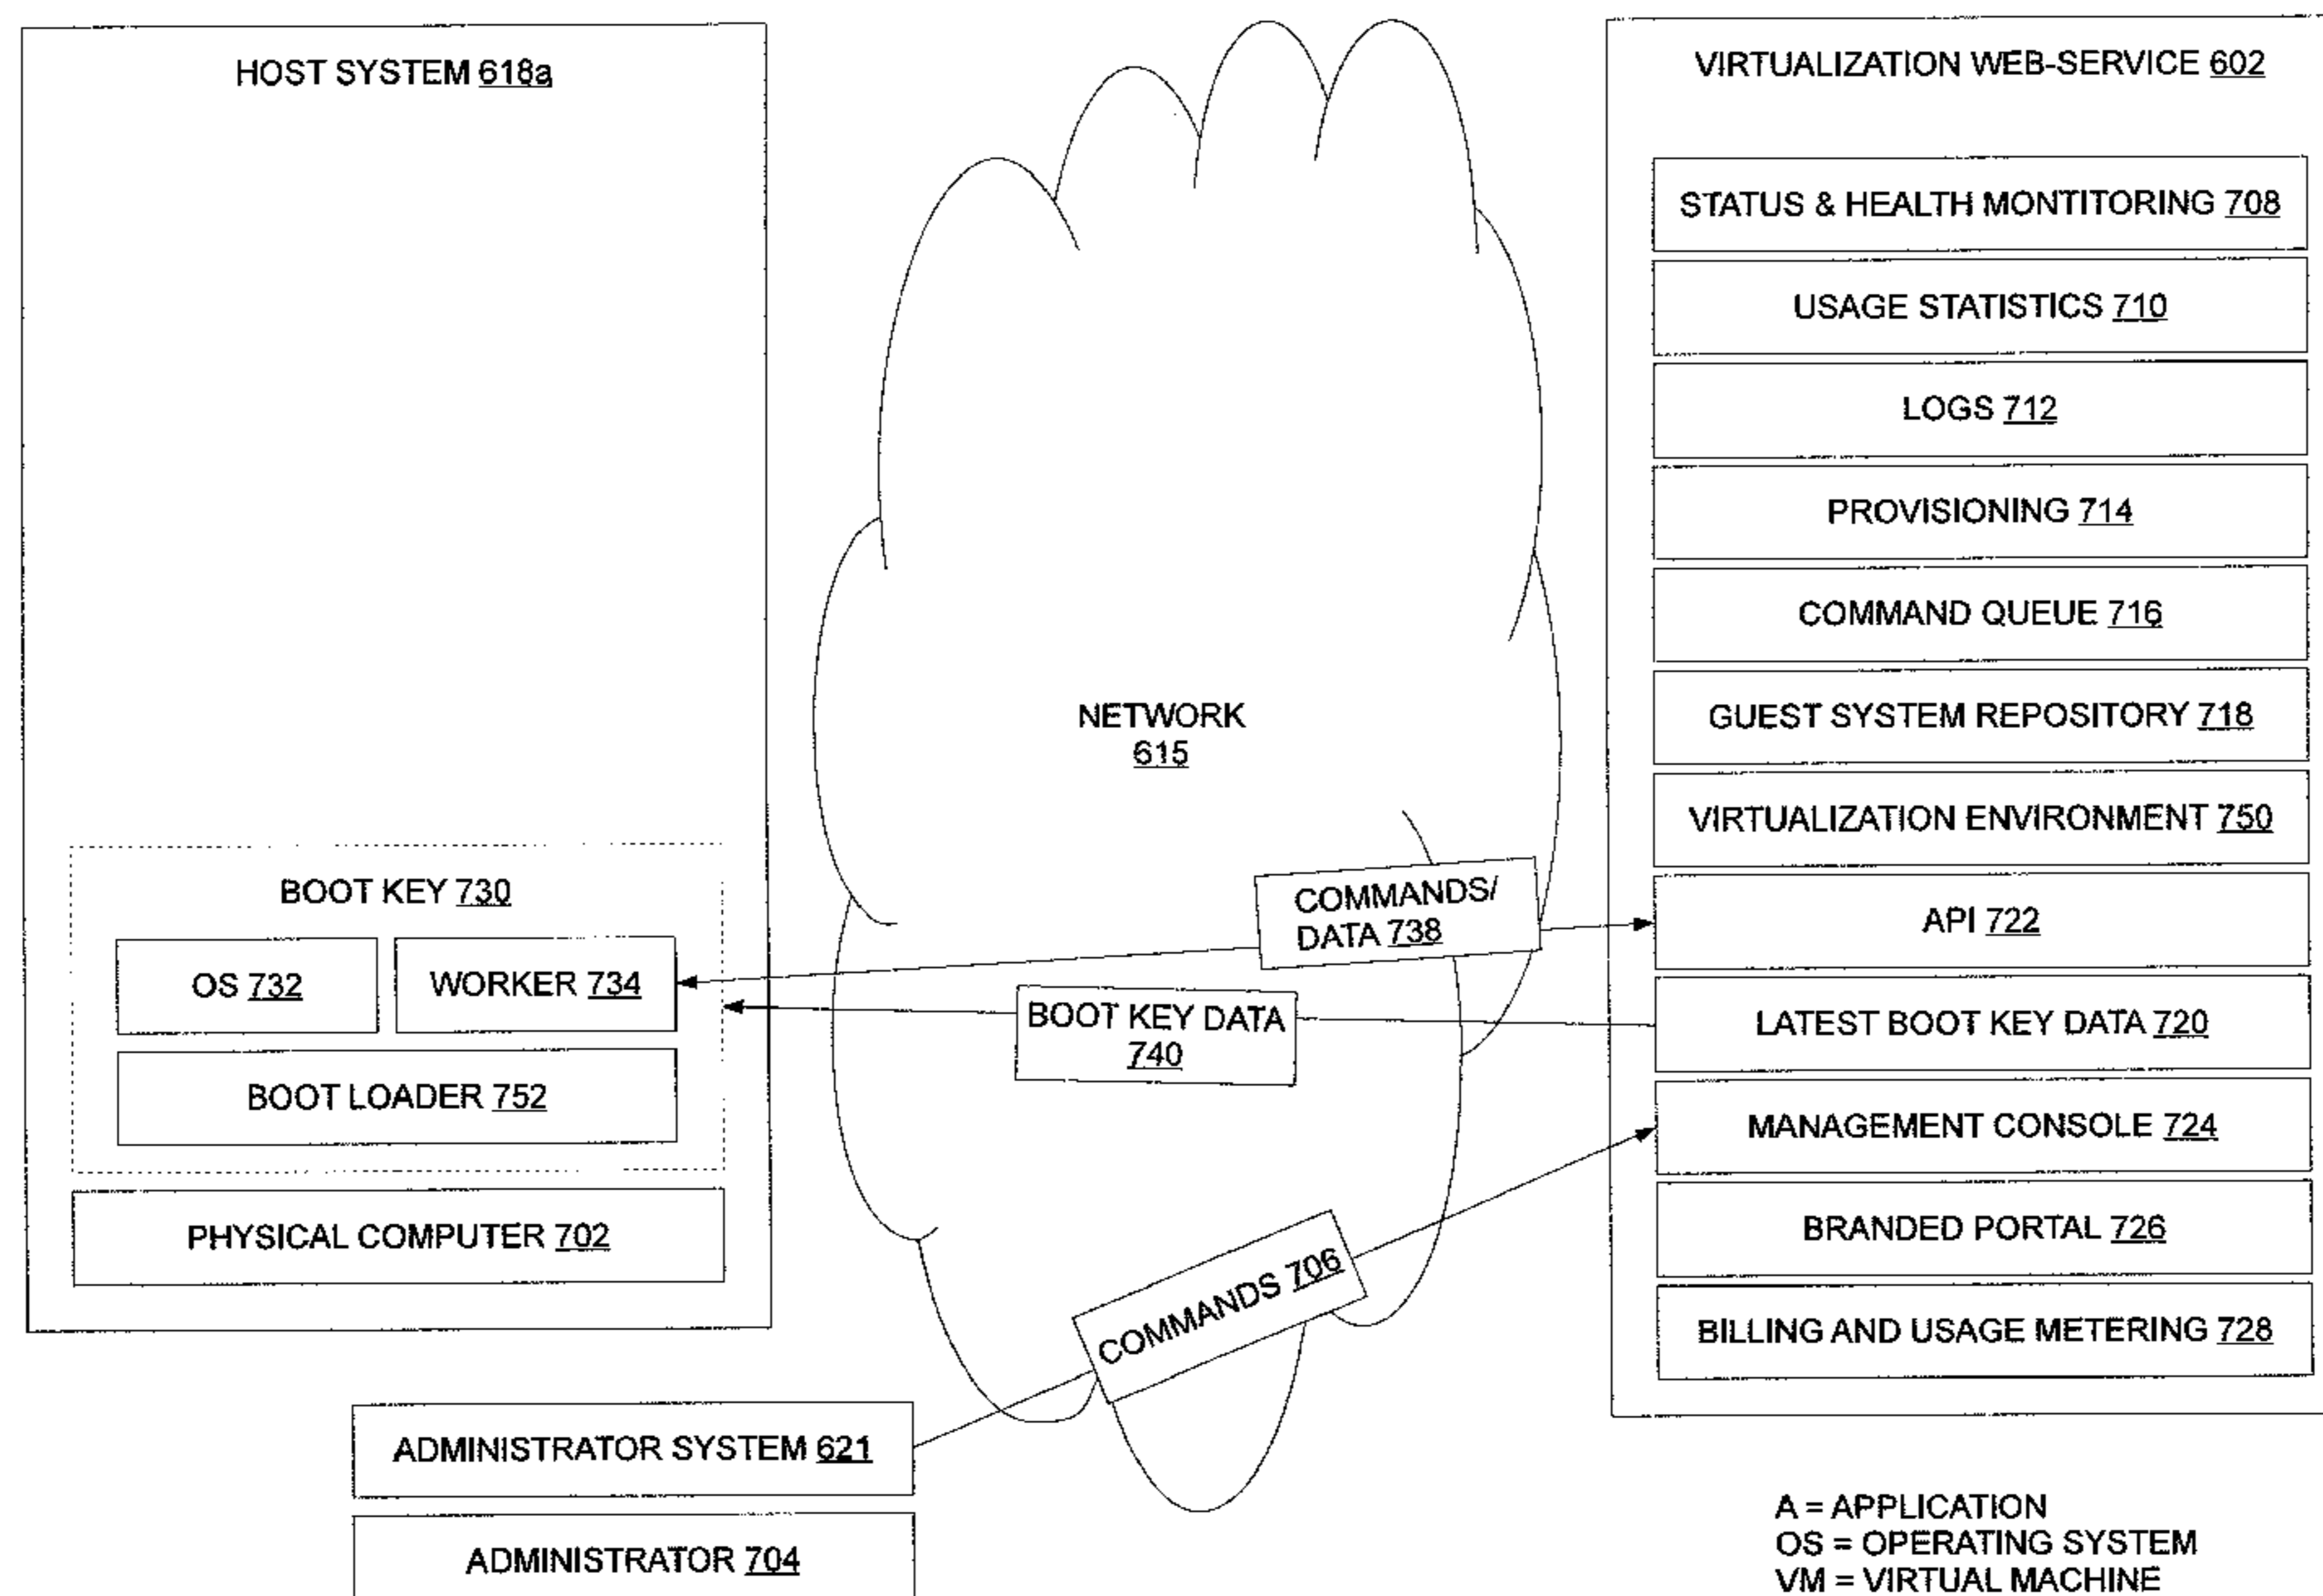 HOST SYSTEM 618a
BOOT KEY 730
OS 732
WORKER 734
BOOT LOADER 752
PHYSICAL COMPUTER 702
ADMINISTRATOR SYSTEM 621
ADMINISTRATOR 704
NETWORK
615
COMMANDS/
DATA 738
BOOT KEY DATA
740
COMMANDS 706
VIRTUALIZATION WEB-SERVICE 602
STATUS & HEALTH MONTITORING 708
USAGE STATISTICS 710
LOGS 712
PROVISIONING 714
COMMAND QUEUE 716
GUEST SYSTEM REPOSITORY 718
VIRTUALIZATION ENVIRONMENT 750
API 722
LATEST BOOT KEY DATA 720
MANAGEMENT CONSOLE 724
BRANDED PORTAL 726
BILLING AND USAGE METERING 728
A = APPLICATION
OS = OPERATING SYSTEM
VM = VIRTUAL MACHINE